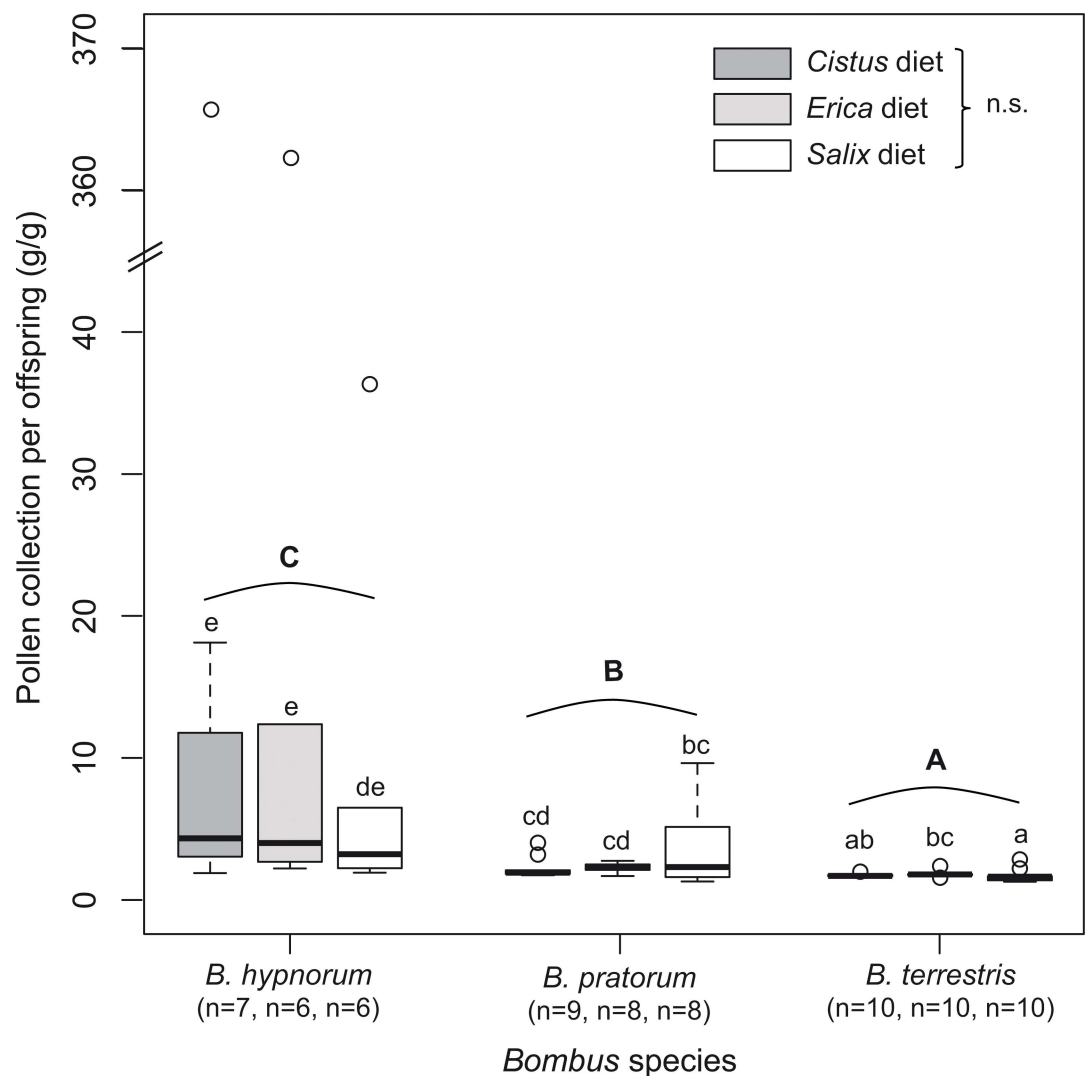 Pollen collection per offspring (g/g)
370
360
40
30
20
10
0
Cistus diet
Erica diet
Salix diet
n.s.
C
e
e
de
B
cd
cd
bc
A
ab
bc
a
B. hypnorum
(n=7, n=6, n=6)
B. pratorum
(n=9, n=8, n=8)
B. terrestris
(n=10, n=10, n=10)
Bombus species